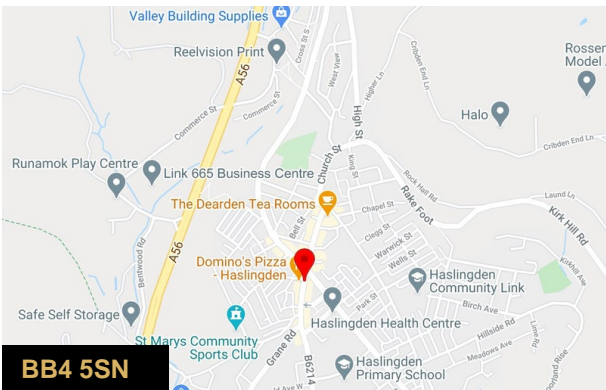 Valley Building Supplies
Reelvision Print
Cross St S
West View
Higher Ln
Cribden End Ln
Rossen
Model
A56
Commerce St
Commerce St
High St
Halo
Cribden End Ln
Church St
King St
Runamok Play Centre
Link 665 Business Centre
Rock Hall Rd
Rake Foot
Laund Ln
The Dearden Tea Rooms
Chapel St
Kirk Hill Rd
Bell St
Clegg St
Warwick St
Wells St
Bentwood Rd
A56
Domino's Pizza
- Haslingden
Kirkhill Ave
Haslingden
Community Link
Park St
Birch Ave
Safe Self Storage
Haslingden Health Centre
Hillside Rd
Lime Rd
St Marys Community
Sports Club
Grane Rd
Meadows Ave
B6214
Haslingden
Primary School
Moorland Rise
BB4 5SN